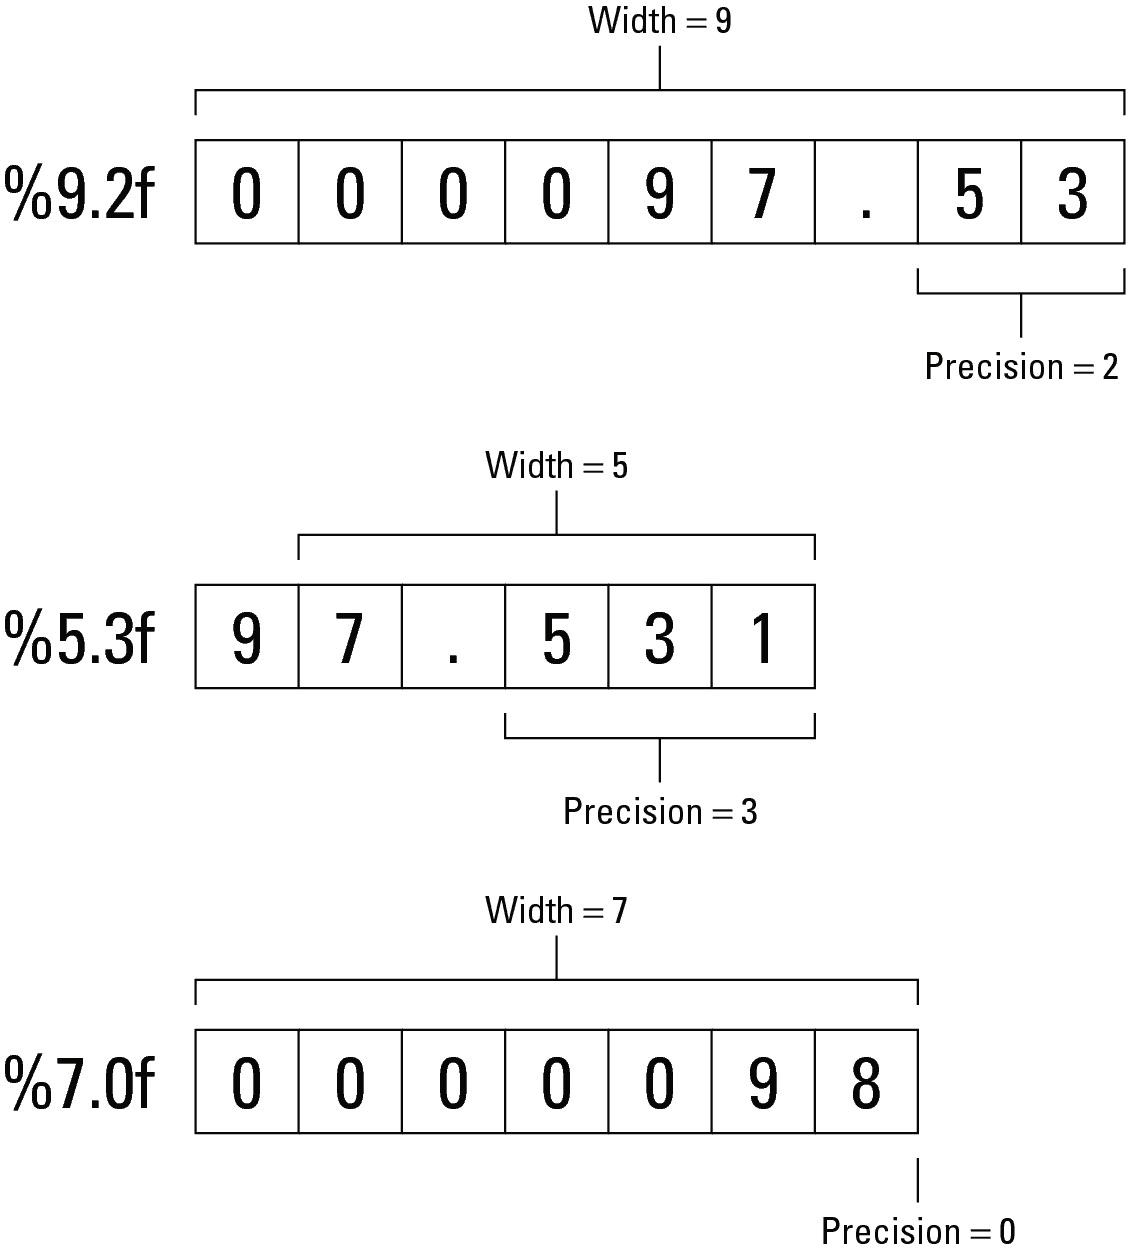 Width = 9
%9.2f 0 0 0 0 9 7 . 5 3
Precision = 2
Width = 5
%5.3f 9 7 . 5 3 1
Precision = 3
Width = 7
%7.0f 0 0 0 0 0 9 8
Precision = 0